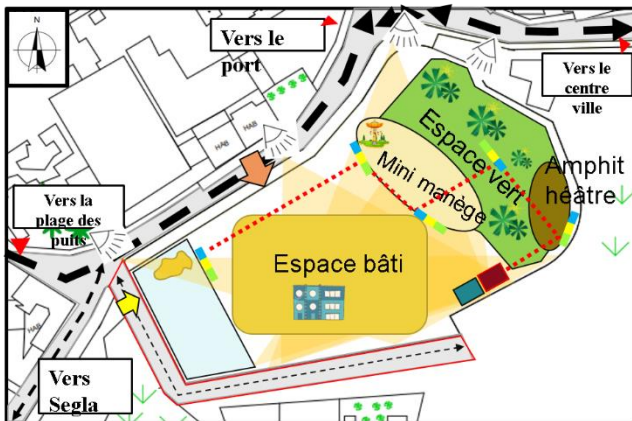 N
Vers le
port
Vers le
centre
ville
HAB
HAB
HAB
Espace vert
Mini manège
Amphit
héâtre
Vers la
plage des
puits
Espace bâti
HAB
Vers
Segla